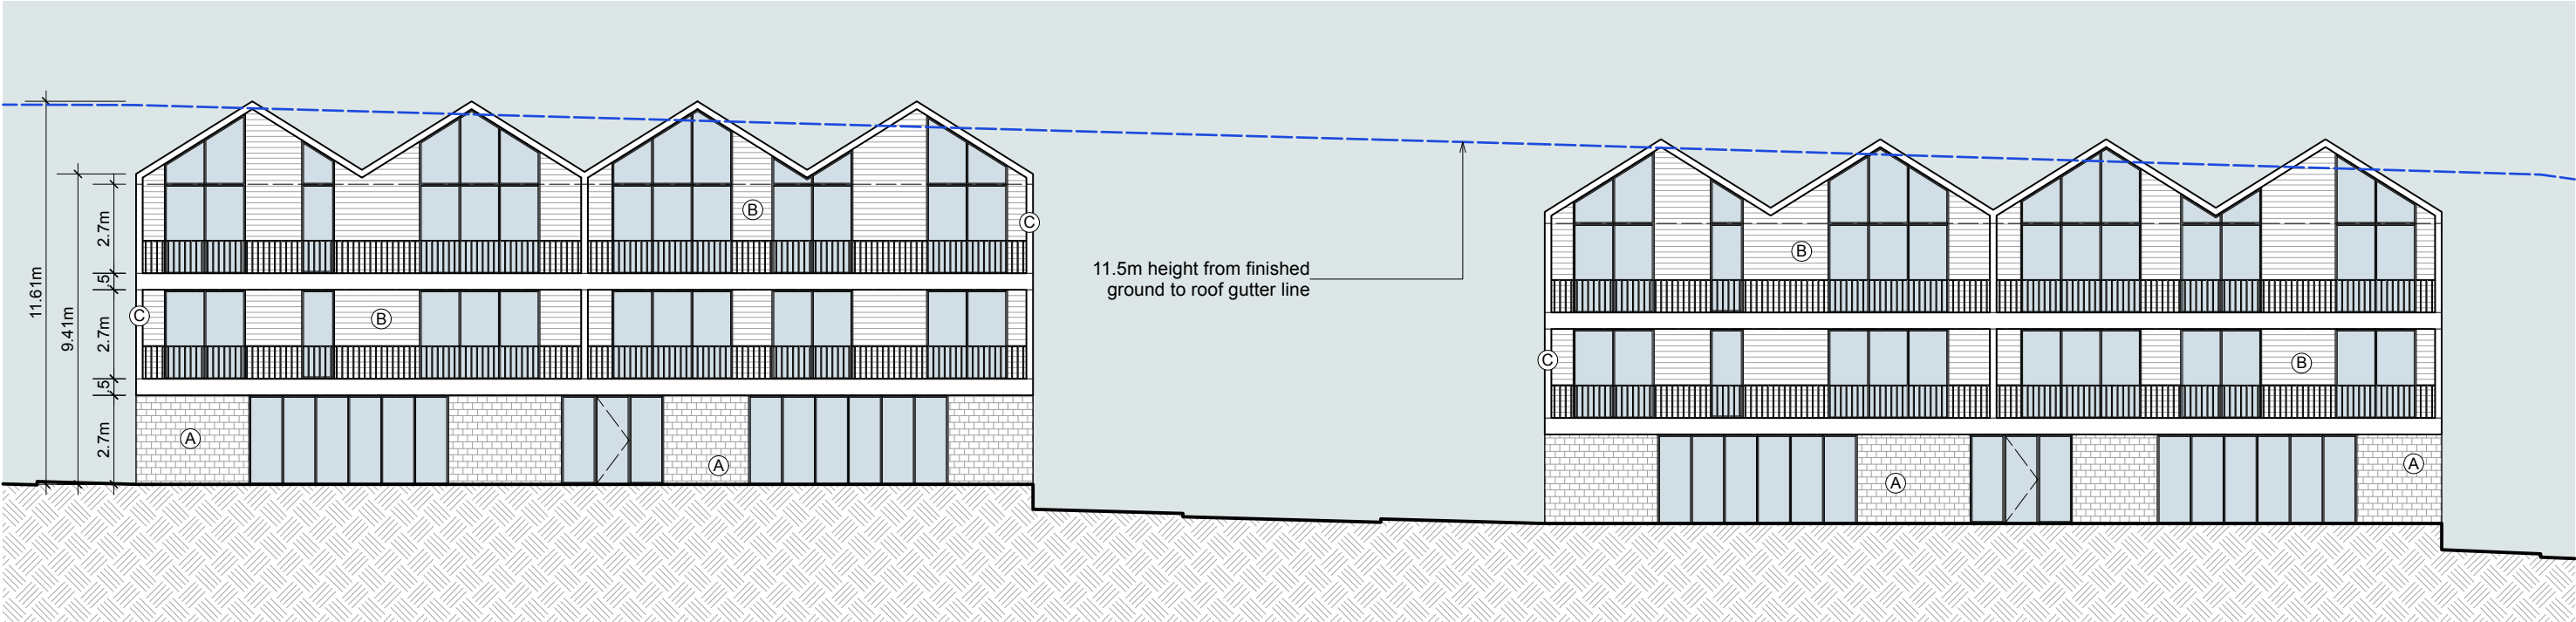 11.61m
9.41m
2.7m
5
2.7m
5
2.7m
C
B
B
A
A
C
11.5m height from finished
ground to roof gutter line
C
B
B
A
A